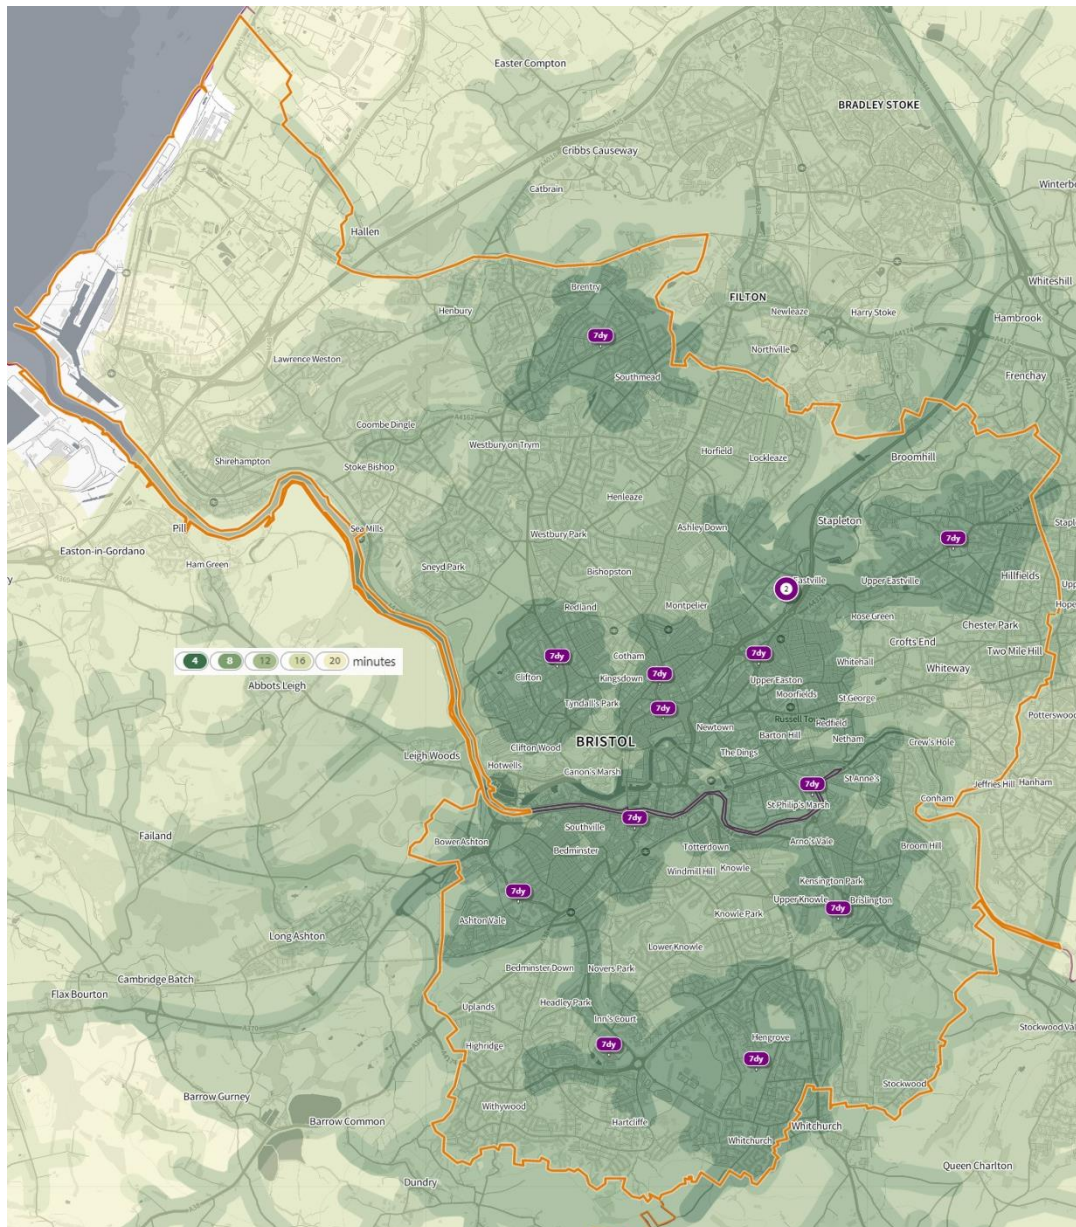 Easter Compton
BRADLEY STOKE
Cribbs Causeway
Catbrain
Winterbo
Hallen
Brentry
Whiteshill
FILTON
Henbury
Newleaze
Harry Stoke
Hambrook
7dy
Northville
Lawrence Weston
Southmead
Frenchay
Coombe Dingle
Westbury on Trym
Horfield
Lockleaze
Broomhill
Shirehampton
Stoke Bishop
Henleaze
Pill
Sea Mills
Westbury Park
Ashley Down
Stapleton
7dy
Staple
Easton-in-Gordano
Ham Green
Sneyd Park
Bishopston
Eastville
Upper Eastville
Hillfields
2
Redland
Montpelier
Rose Green
Chester Park
Crofts End
Two Mile Hill
4 8 12 16 20 minutes
7dy
Cotham
7dy
Whitehall
Whiteway
Clifton
Kingsdown
7dy
Upper Easton
Abbots Leigh
Moorfields
St George
Tyndall's Park
7dy
Redfield
Potterswood
Newtown
Barton Hill
Netham
Crew's Hole
Leigh Woods
Clifton Wood
BRISTOL
The Dings
Hotwells
Canon's Marsh
7dy
St Anne's
Jeffries Hill
Hanham
St Philip's Marsh
Conham
Failand
Bower Ashton
Southville
7dy
Bedminster
Totterdown
Arno's Vale
Broom Hill
Windmill Hill
Knowle
7dy
Kensington Park
Upper Knowle
Brislington
Ashton Vale
Knowle Park
7dy
Long Ashton
Lower Knowle
Cambridge Batch
Bedminster Down
Novers Park
Flax Bourton
A370
Uplands
Headley Park
Inn's Court
Stockwood Val
Highridge
7dy
Hengrove
7dy
Barrow Gurney
Stockwood
Barrow Common
Withywood
Hartcliffe
Whitchurch
Whitchurch
Dundry
Queen Charlton